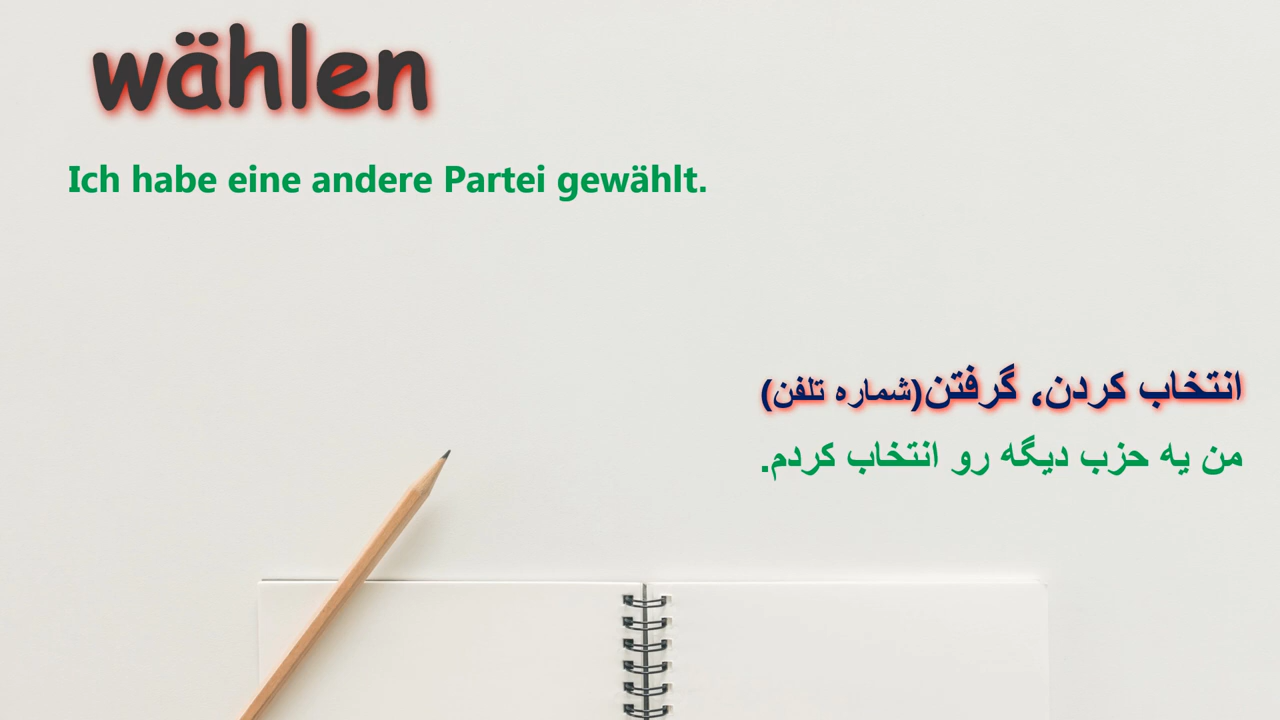 wählen
Ich habe eine andere Partei gewählt.
انتخاب کردن، گرفتن(شماره تلفن)
من یه حزب دیگه رو انتخاب کردم.